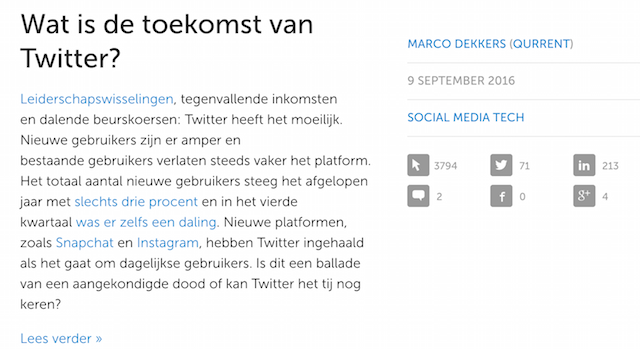 Wat is de toekomst van
Twitter?
Leiderschapswisselingen, tegenvallende inkomsten
en dalende beurskoersen: Twitter heeft het moeilijk.
Nieuwe gebruikers zijn er amper en
bestaande gebruikers verlaten steeds vaker het platform.
Het totaal aantal nieuwe gebruikers steeg het afgelopen
jaar met slechts drie procent en in het vierde
kwartaal was er zelfs een daling. Nieuwe platformen,
zoals Snapchat en Instagram, hebben Twitter ingehaald
als het gaat om dagelijkse gebruikers. Is dit een ballade
van een aangekondigde dood of kan Twitter het tij nog
keren?
Lees verder »
MARCO DEKKERS (QURRENT)
9 SEPTEMBER 2016
SOCIAL MEDIA TECH
3794 71 in 213
2 f 0 g+ 4